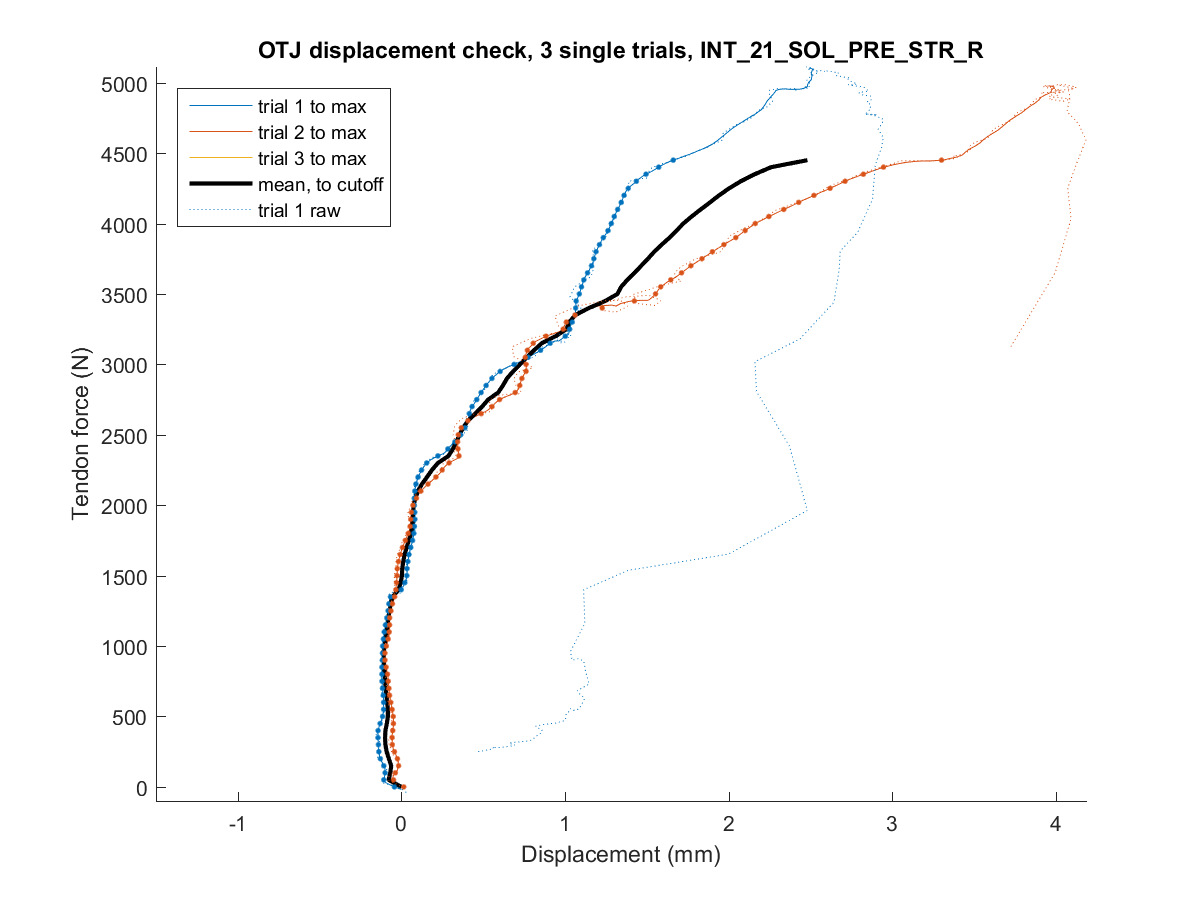 OTJ displacement check, 3 single trials, INT_21_SOL_PRE_STR_R
trial 1 to max
trial 2 to max
trial 3 to max
mean, to cutoff
trial 1 raw
5000
4500
4000
3500
3000
2500
2000
1500
1000
500
0
Tendon force (N)
-1
0
1
2
3
4
Displacement (mm)